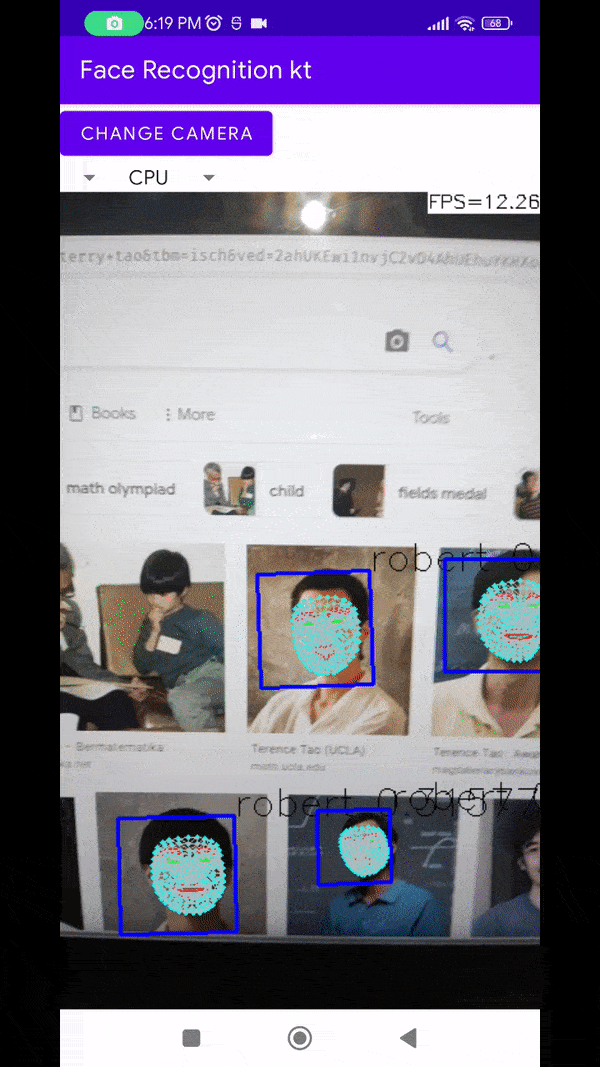 6:19 PM 68
Face Recognition kt
CHANGE CAMERA
CPU
FPS=12.26
terry+tao&tbm=isch&ved=2ahUKEwi1nvjC2vD4AhUEhuYKHXo
Books More Tools
math olympiad child fields medal
robert 0
- Bermatematika
Terence Tao (UCLA)
math.ucla.edu
Terence Tao:
robert
robert